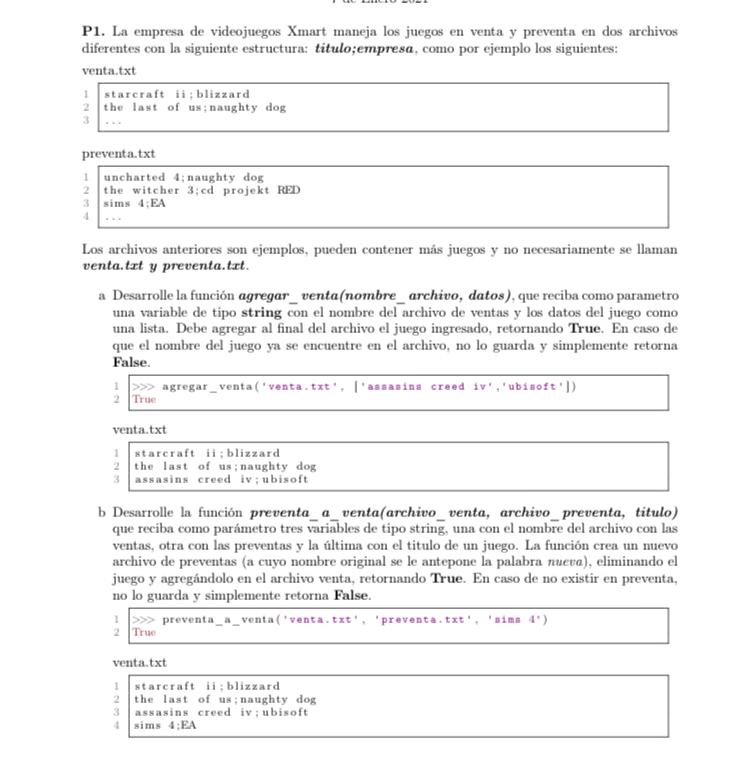 P1. La empresa de videojuegos Xmart maneja los juegos en venta y preventa en dos archivos
diferentes con la siguiente estructura: titulo;empresa, como por ejemplo los siguientes:
venta.txt
1 starcraft ii;blizzard
2 the last of us;naughty dog
3 ...
preventa.txt
1 uncharted 4;naughty dog
2 the witcher 3;cd projekt RED
3 sims 4;EA
4 ...
Los archivos anteriores son ejemplos, pueden contener más juegos y no necesariamente se llaman
venta.txt y preventa.txt.
a Desarrolle la función agregar_venta(nombre_archivo, datos), que reciba como parametro
una variable de tipo string con el nombre del archivo de ventas y los datos del juego como
una lista. Debe agregar al final del archivo el juego ingresado, retornando True. En caso de
que el nombre del juego ya se encuentre en el archivo, no lo guarda y simplemente retorna
False.
1 >>> agregar_venta('venta.txt', ['assasins creed iv','ubisoft'])
2 True
venta.txt
1 starcraft ii;blizzard
2 the last of us;naughty dog
3 assasins creed iv;ubisoft
b Desarrolle la función preventa_a_venta(archivo_venta, archivo_preventa, titulo)
que reciba como parámetro tres variables de tipo string, una con el nombre del archivo con las
ventas, otra con las preventas y la última con el titulo de un juego. La función crea un nuevo
archivo de preventas (a cuyo nombre original se le antepone la palabra nueva), eliminando el
juego y agregándolo en el archivo venta, retornando True. En caso de no existir en preventa,
no lo guarda y simplemente retorna False.
1 >>> preventa_a_venta('venta.txt', 'preventa.txt', 'sims 4')
2 True
venta.txt
1 starcraft ii;blizzard
2 the last of us;naughty dog
3 assasins creed iv;ubisoft
4 sims 4;EA